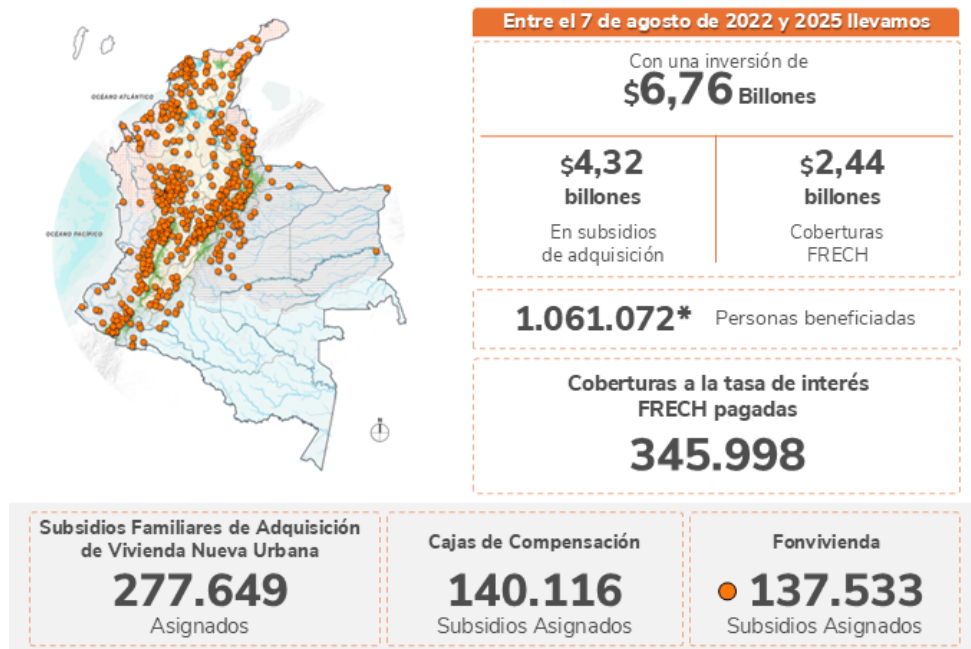 OCÉANO ATLÁNTICO
OCÉANO PACÍFICO
N
Entre el 7 de agosto de 2022 y 2025 llevamos
Con una inversión de
$6,76 Billones
$4,32
billones
En subsidios
de adquisición
$2,44
billones
Coberturas
FRECH
1.061.072* Personas beneficiadas
Coberturas a la tasa de interés
FRECH pagadas
345.998
Subsidios Familiares de Adquisición
de Vivienda Nueva Urbana
277.649
Asignados
Cajas de Compensación
140.116
Subsidios Asignados
Fonvivienda
137.533
Subsidios Asignados